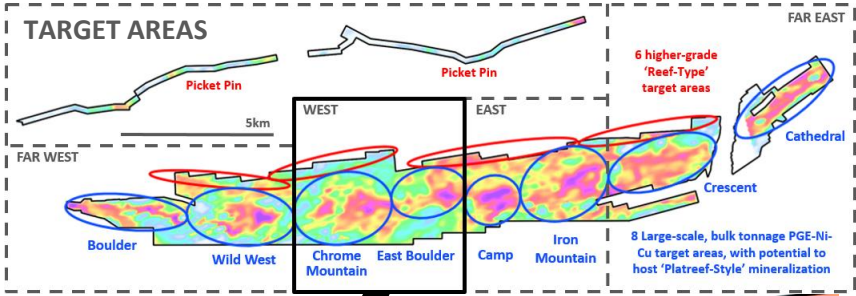 TARGET AREAS
FAR EAST
Picket Pin
Picket Pin
6 higher-grade
‘Reef-Type’
target areas
5km
WEST
EAST
FAR WEST
Cathedral
Crescent
Boulder
Wild West
Chrome
Mountain
East Boulder
Camp
Iron
Mountain
8 Large-scale, bulk tonnage PGE-Ni-
Cu target areas, with potential to
host ‘Platreef-Style’ mineralization